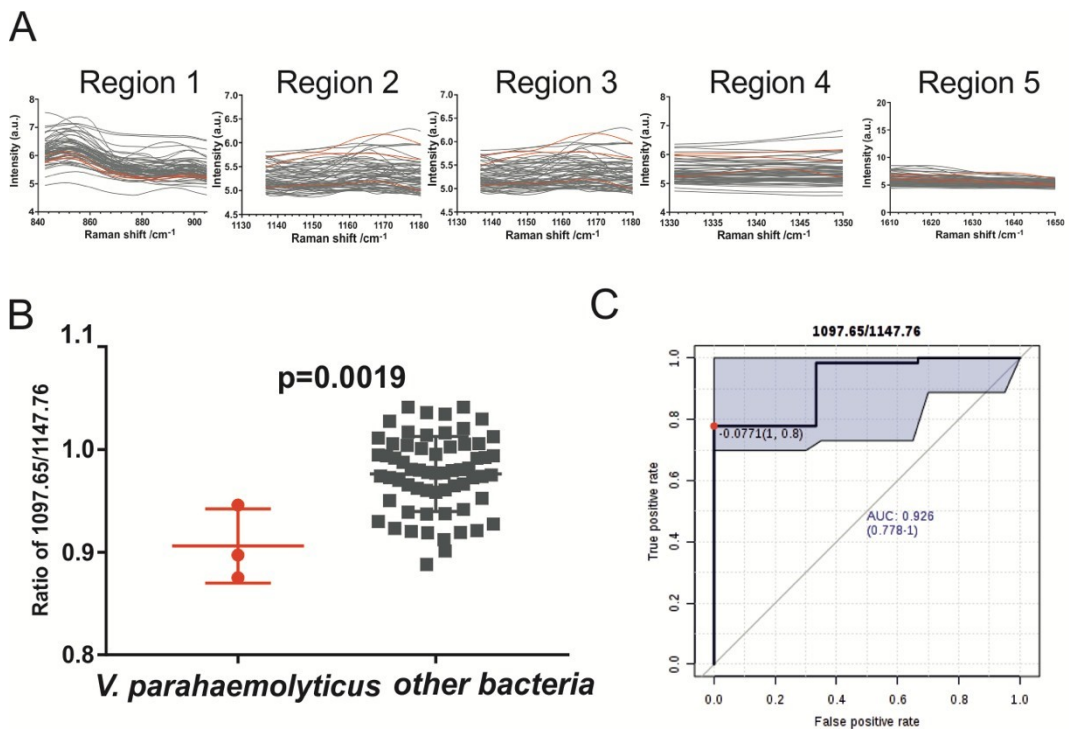 A
Region 1 Region 2 Region 3 Region 4 Region 5
Intensity (a.u.)
8
7
6
5
4
840 860 880 900
Raman shift /cm-1
Intensity (a.u.)
7.0
6.5
6.0
5.5
5.0
4.5
1130 1140 1150 1160 1170 1180
Raman shift /cm-1
Intensity (a.u.)
7.0
6.5
6.0
5.5
5.0
4.5
1130 1140 1150 1160 1170 1180
Raman shift /cm-1
Intensity (a.u.)
8
7
6
5
4
1330 1335 1340 1345 1350
Raman shift /cm-1
Intensity (a.u.)
20
15
10
5
0
1610 1620 1630 1640 1650
Raman shift /cm-1
B
Ratio of 1097.65/1147.76
1.1
1.0
0.9
0.8
p=0.0019
V. parahaemolyticus other bacteria
C
1097.65/1147.76
True positive rate
1.0
0.8
0.6
0.4
0.2
0.0
-0.0771(1, 0.8)
AUC: 0.926
(0.778-1)
0.0 0.2 0.4 0.6 0.8 1.0
False positive rate